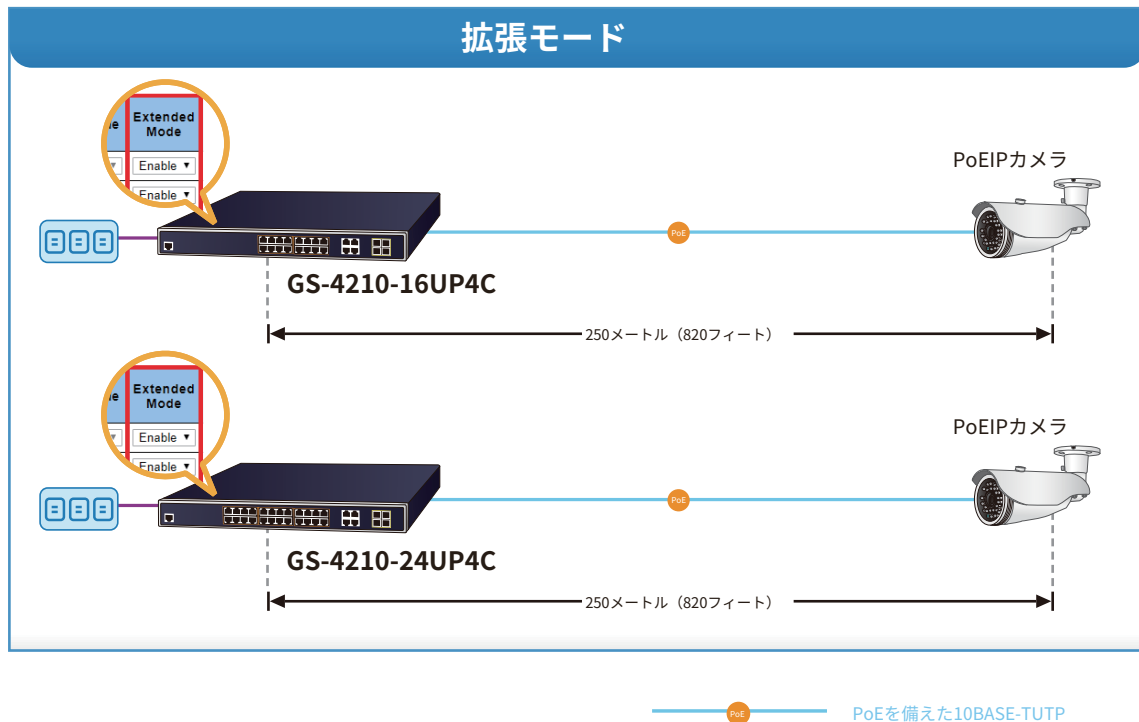 拡張モード
le
Extended
Mode
Enable
Enable
PoEIPカメラ
PoE
GS-4210-16UP4C
250メートル（820フィート）
le
Extended
Mode
Enable
Enable
PoEIPカメラ
PoE
GS-4210-24UP4C
250メートル（820フィート）
PoE
PoEを備えた10BASE-TUTP